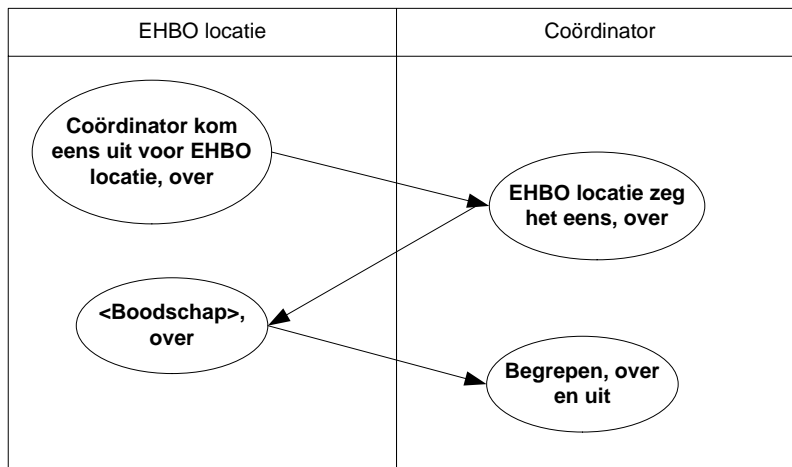 EHBO locatie
Coördinator
Coördinator kom
eens uit voor EHBO
locatie, over
EHBO locatie zeg
het eens, over
<Boodschap>,
over
Begrepen, over
en uit